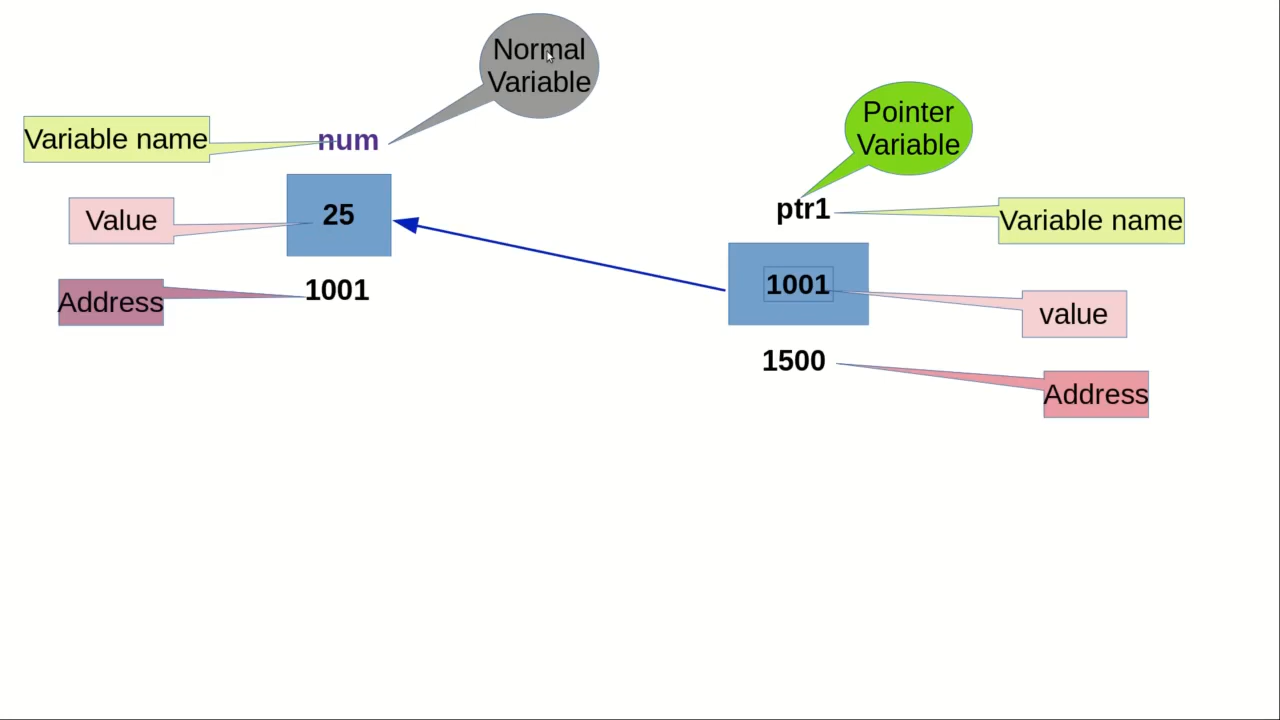 Normal
Variable
Variable name
num
Value
25
Address
1001
Pointer
Variable
ptr1
Variable name
1001
value
1500
Address